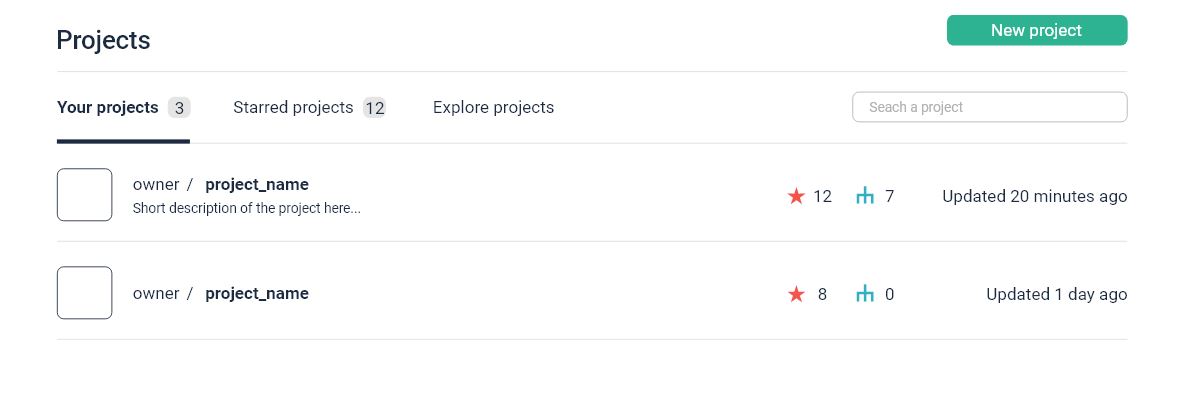 Projects
New project
Your projects 3 Starred projects 12 Explore projects
Seach a project
owner / project_name
Short description of the project here...
12 7 Updated 20 minutes ago
owner / project_name
8 0 Updated 1 day ago